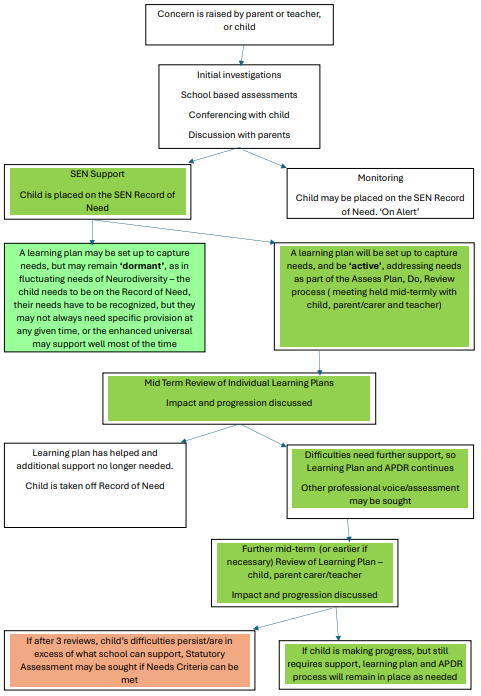 Concern is raised by parent or teacher,
or child
Initial investigations
School based assessments
Conferencing with child
Discussion with parents
SEN Support
Child is placed on the SEN Record of
Need
Monitoring
Child may be placed on the SEN Record
of Need. ‘On Alert’
A learning plan may be set up to capture
needs, but may remain ‘dormant’, as in
fluctuating needs of Neurodiversity – the
child needs to be on the Record of Need,
their needs have to be recognized, but they
may not always need specific provision at
any given time, or the enhanced universal
may support well most of the time
A learning plan will be set up to capture
needs, and be ‘active’, addressing needs
as part of the Assess Plan, Do, Review
process ( meeting held mid-termly with
child, parent/carer and teacher)
Mid Term Review of Individual Learning Plans
Impact and progression discussed
Learning plan has helped and
additional support no longer needed.
Child is taken off Record of Need
Difficulties need further support, so
Learning Plan and APDR continues
Other professional voice/assessment
may be sought
Further mid-term (or earlier if
necessary) Review of Learning Plan –
child, parent carer/teacher
Impact and progression discussed
If after 3 reviews, child’s difficulties persist/are in
excess of what school can support, Statutory
Assessment may be sought if Needs Criteria can be
met
If child is making progress, but still
requires support, learning plan and APDR
process will remain in place as needed